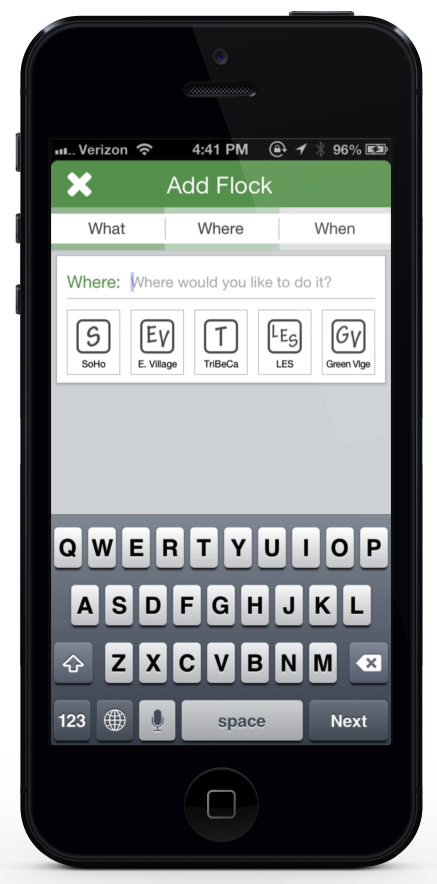 Verizon 4:41 PM 96%
Add Flock
What Where When
Where: Where would you like to do it?
S EV T LES GV
SoHo E. Village TriBeCa LES Green Vlge
Q W E R T Y U I O P
A S D F G H J K L
Z X C V B N M
123 space Next